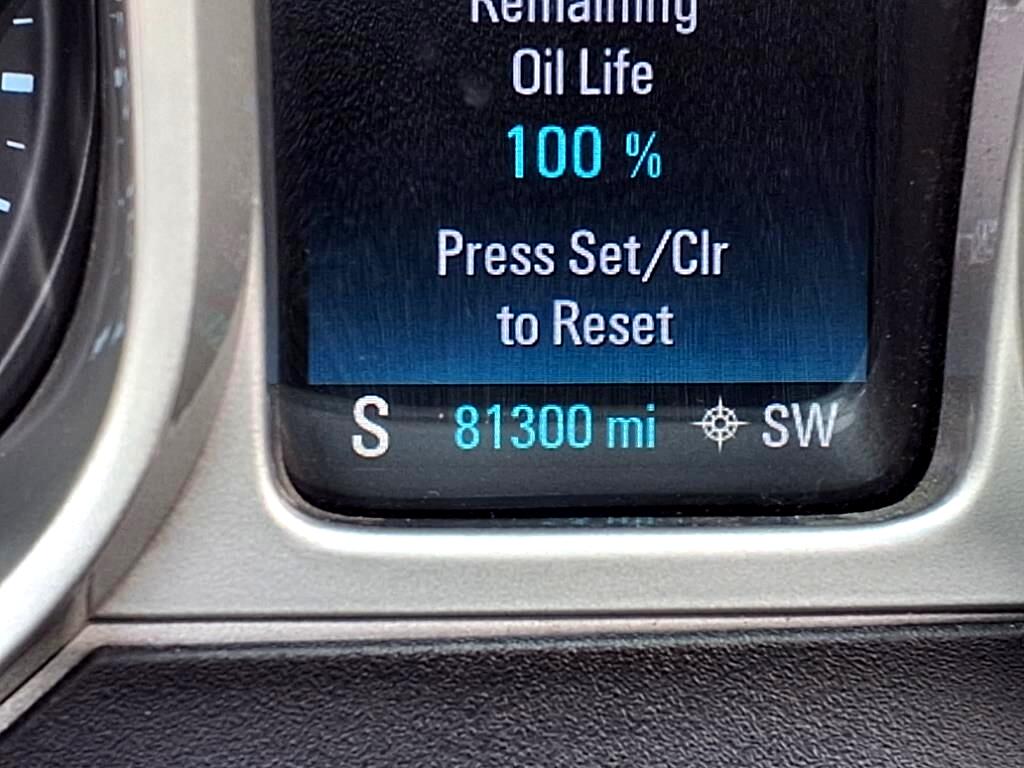 Remaining
Oil Life
100 %
Press Set/Clr
to Reset
S 81300 mi SW